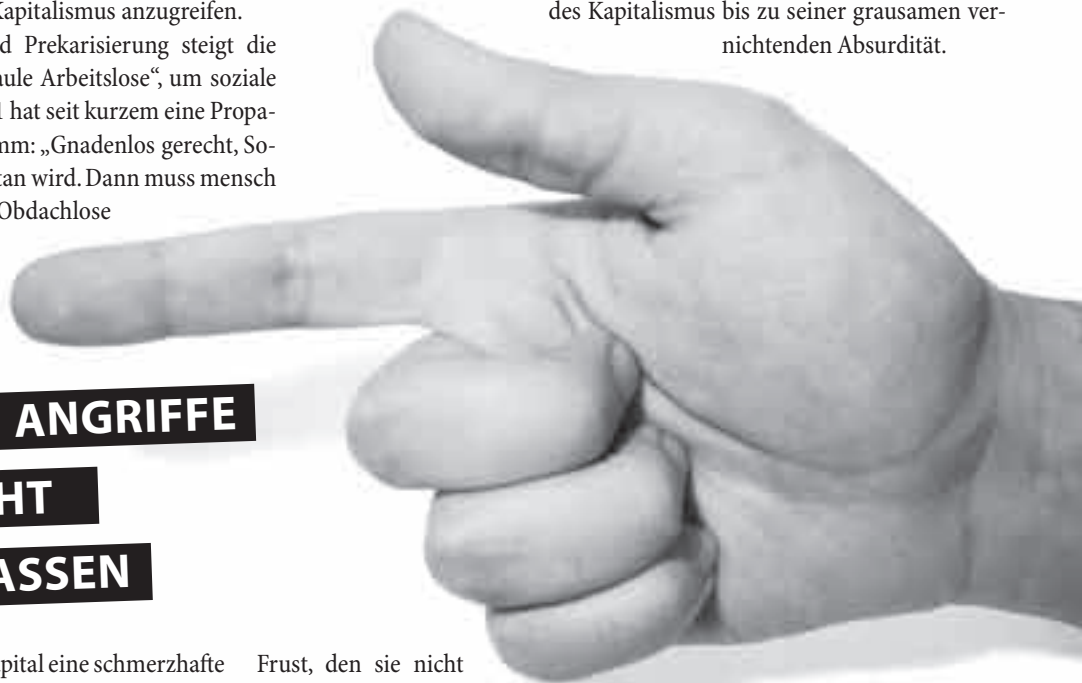 Kapitalismus anzugreifen.
d Prekarisierung steigt die
aule Arbeitslose“, um soziale
hat seit kurzem eine Propa-
mm: „Gnadenlos gerecht, So-
tan wird. Dann muss mensch
Obdachlose
ANGRIFFE
HT
ASSEN
pital eine schmerzhafte
des Kapitalismus bis zu seiner grausamen ver-
nichtenden Absurdität.
Frust, den sie nicht